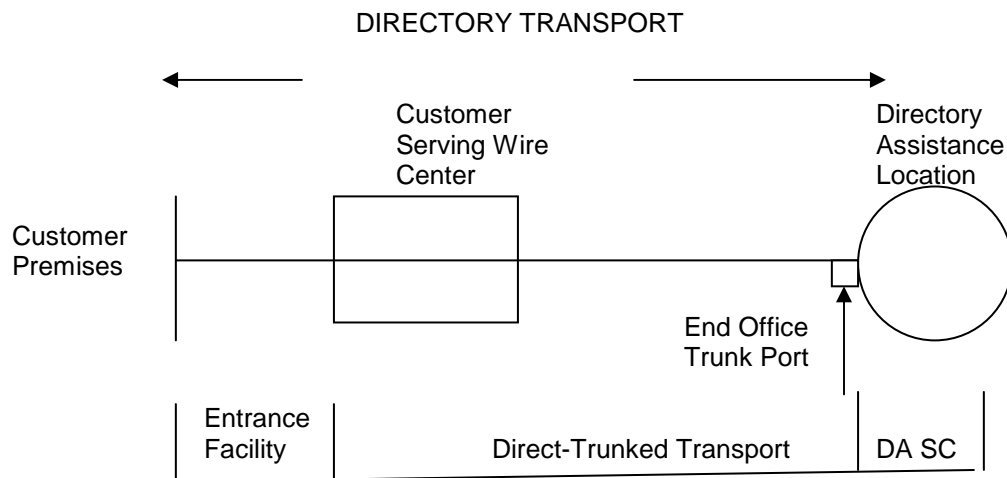 DIRECTORY TRANSPORT
Customer
Serving Wire
Center
Directory
Assistance
Location
Customer
Premises
End Office
Trunk Port
Entrance
Facility
Direct-Trunked Transport
DA SC